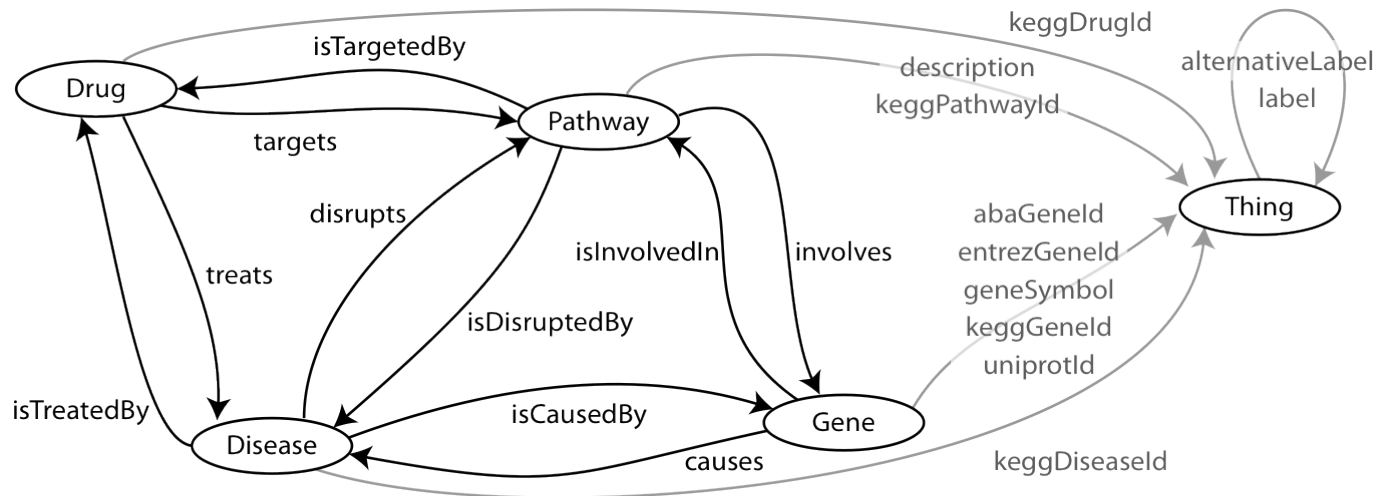 keggDrugId
isTargetedBy
alternativeLabel
label
description
keggPathwayId
Drug
Pathway
targets
Thing
disrupts
abaGeneId
entrezGeneId
geneSymbol
keggGeneId
uniprotId
isInvolvedIn
involves
treats
isDisruptedBy
isTreatedBy
isCausedBy
Gene
Disease
causes
keggDiseaseId